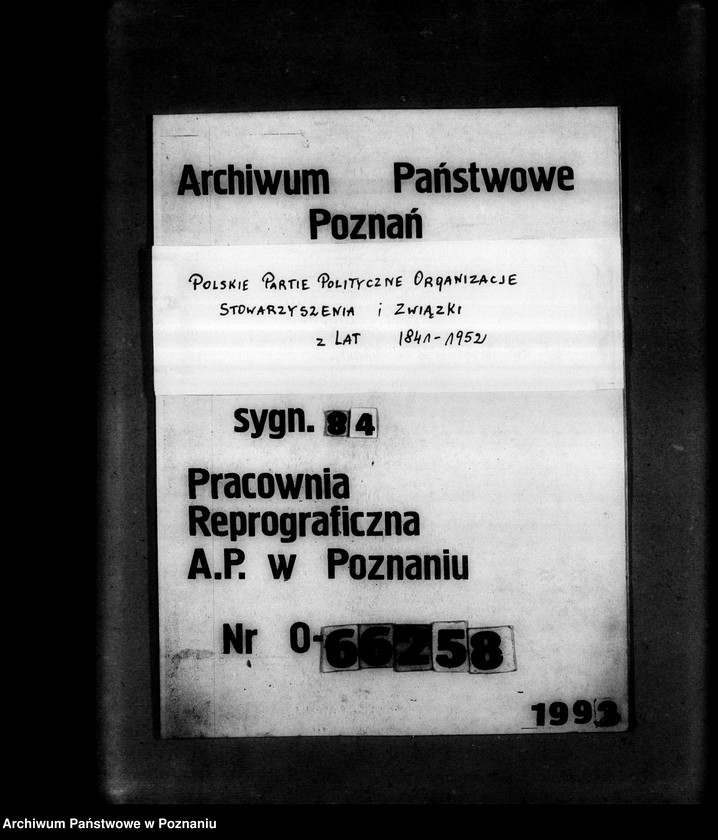 Archiwum Państwowe
Poznań
POLSKIE PARTIE POLITYCZNE ORGANIZACJE
STOWARZYSZENIA i ZWIĄZKI
z LAT 1841-1952
sygn. 84
Pracownia
Reprograficzna
A.P. w Poznaniu
Nr 0-66258
1993
Archiwum Państwowe w Poznaniu